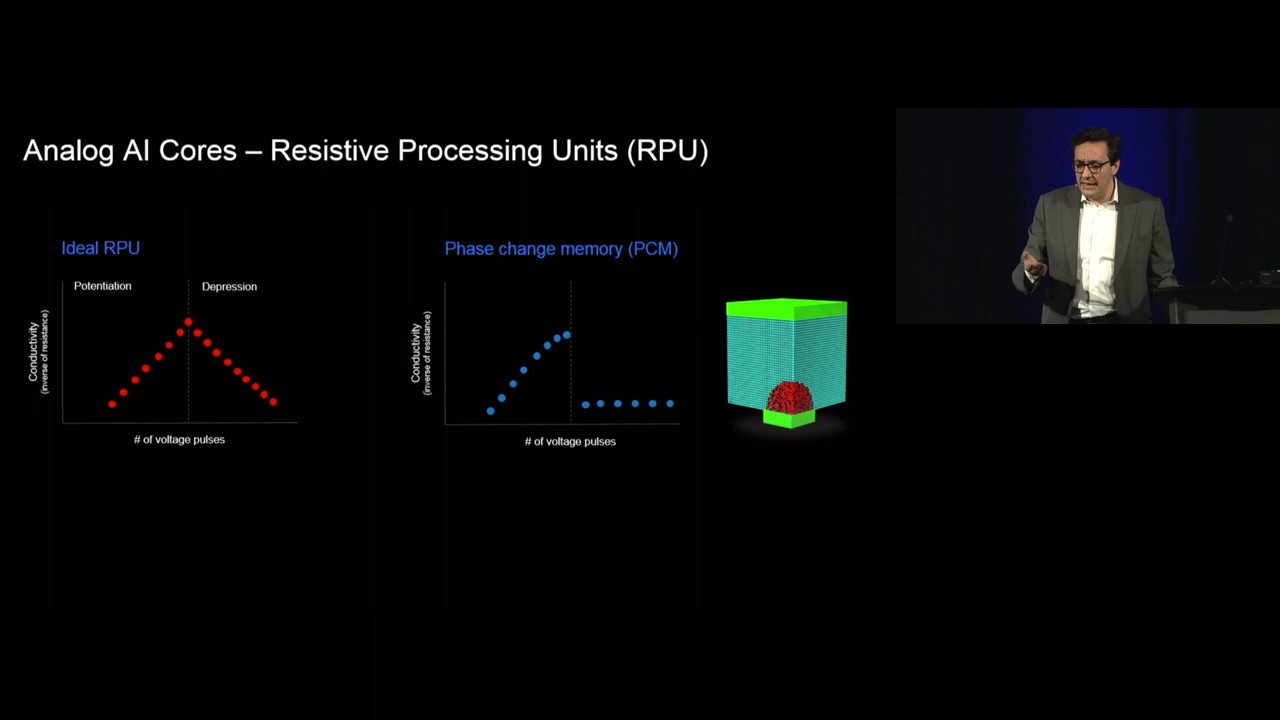 Analog AI Cores – Resistive Processing Units (RPU)
Ideal RPU
Potentiation
Depression
Conductivity
(inverse of resistance)
# of voltage pulses
Phase change memory (PCM)
Conductivity
(inverse of resistance)
# of voltage pulses